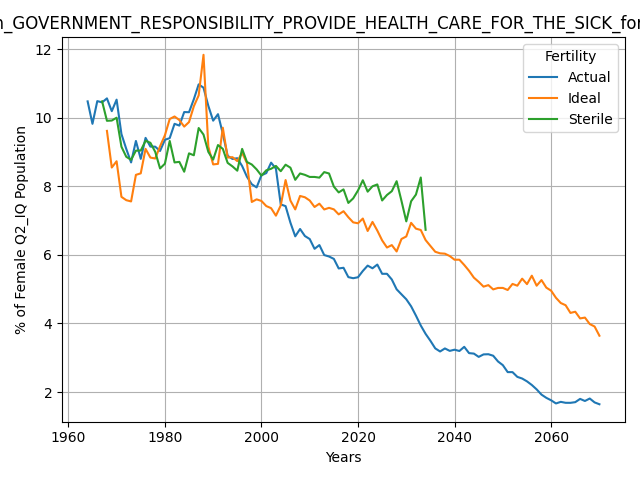 _GOVERNMENT_RESPONSIBILITY_PROVIDE_HEALTH_CARE_FOR_THE_SICK_
Fertility
Actual
Ideal
Sterile
% of Female Q2_IQ Population
12
10
8
6
4
2
1960 1980 2000 2020 2040 2060
Years